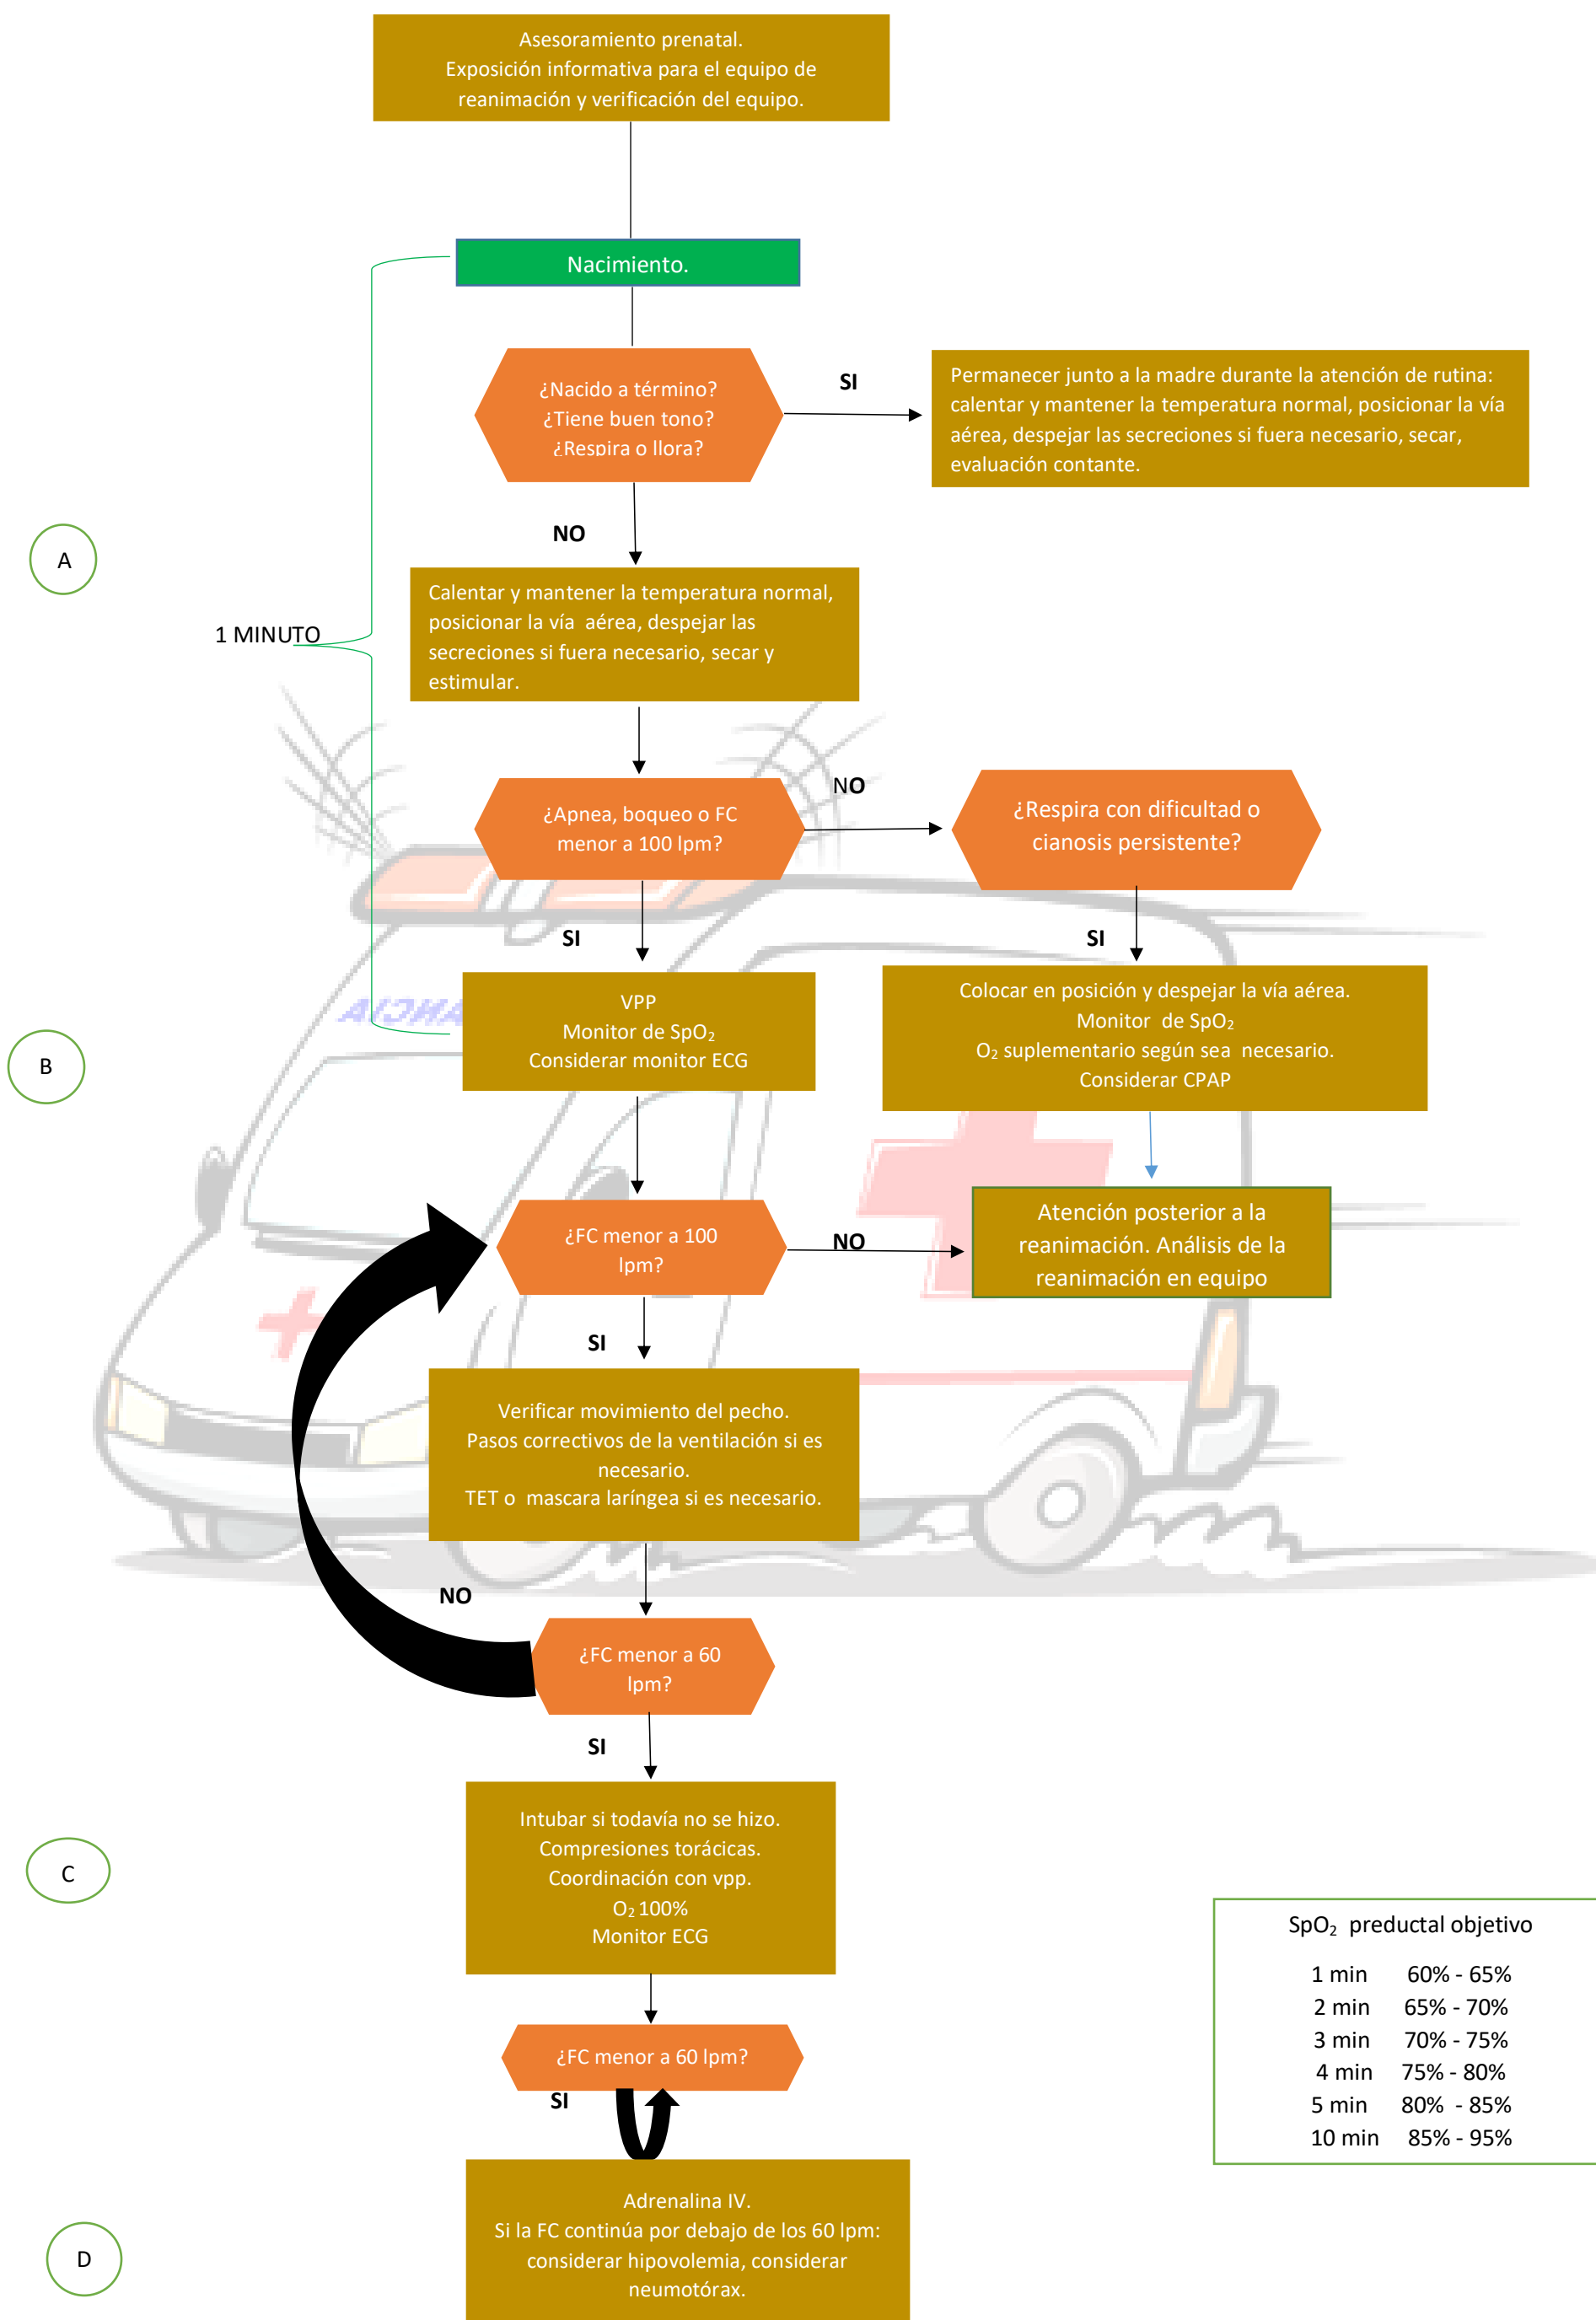 Asesoramiento prenatal.
Exposición informativa para el equipo de
reanimación y verificación del equipo.
Nacimiento.
¿Nacido a término?
¿Tiene buen tono?
¿Respira o llora?
SI
Permanecer junto a la madre durante la atención de rutina:
calentar y mantener la temperatura normal, posicionar la vía
aérea, despejar las secreciones si fuera necesario, secar,
evaluación contante.
NO
A
Calentar y mantener la temperatura normal,
posicionar la vía aérea, despejar las
secreciones si fuera necesario, secar y
estimular.
1 MINUTO
¿Apnea, boqueo o FC
menor a 100 lpm?
NO
¿Respira con dificultad o
cianosis persistente?
SI
SI
VPP
Monitor de SpO₂
Considerar monitor ECG
Colocar en posición y despejar la vía aérea.
Monitor de SpO₂
O₂ suplementario según sea necesario.
Considerar CPAP
B
¿FC menor a 100
lpm?
NO
Atención posterior a la
reanimación. Análisis de la
reanimación en equipo
SI
Verificar movimiento del pecho.
Pasos correctivos de la ventilación si es
necesario.
TET o mascara laríngea si es necesario.
NO
¿FC menor a 60
lpm?
SI
Intubar si todavía no se hizo.
Compresiones torácicas.
Coordinación con vpp.
O₂ 100%
Monitor ECG
C
SpO₂ preductal objetivo
1 min 60% - 65%
2 min 65% - 70%
3 min 70% - 75%
4 min 75% - 80%
5 min 80% - 85%
10 min 85% - 95%
¿FC menor a 60 lpm?
SI
Adrenalina IV.
Si la FC continúa por debajo de los 60 lpm:
considerar hipovolemia, considerar
neumotórax.
D